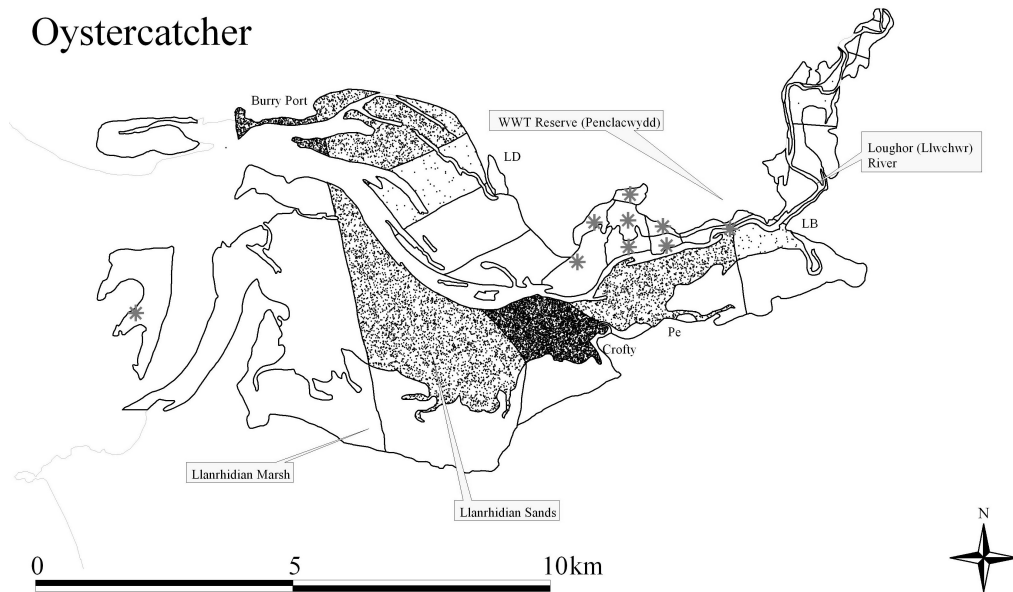 Oystercatcher
Burry Port
WWT Reserve (Penclacwydd)
LD
Loughor (Llwchwr)
River
LB
Pe
Crofty
Llanrhidian Marsh
Llanrhidian Sands
N
0
5
10km